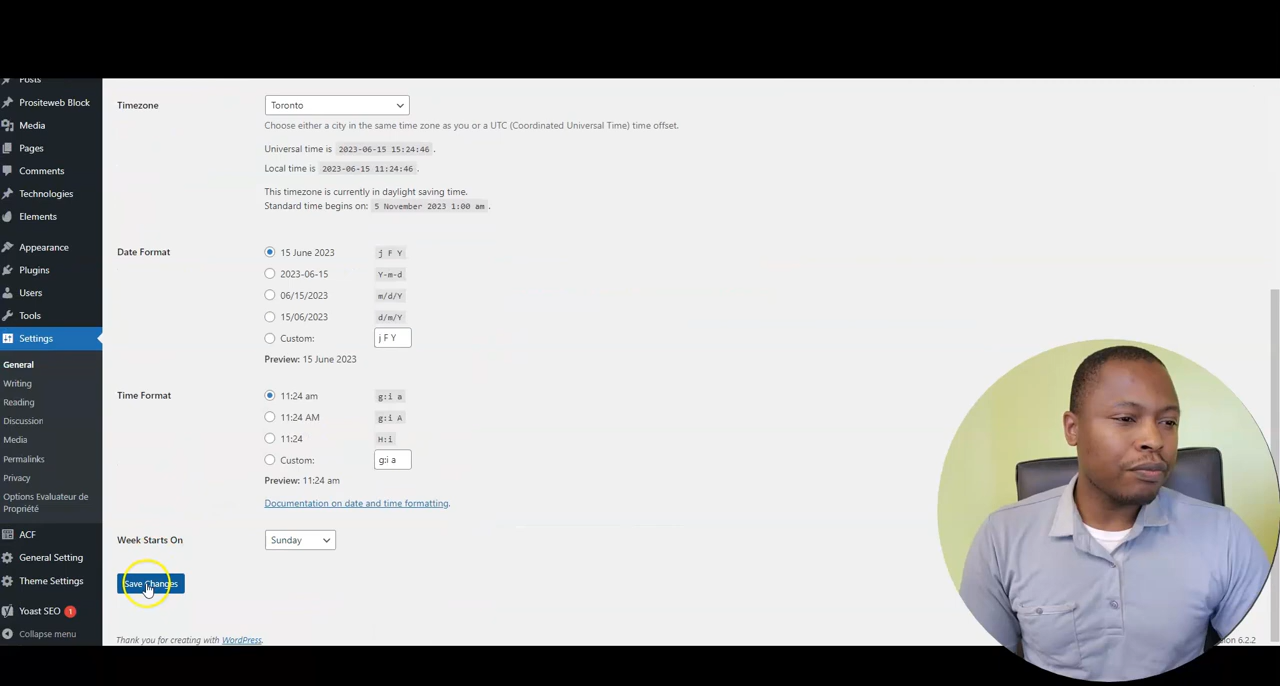 Posts
Prositeweb Block
Media
Pages
Comments
Technologies
Elements
Appearance
Plugins
Users
Tools
Settings
General
Writing
Reading
Discussion
Media
Permalinks
Privacy
Options Evaluateur de
Propriété
ACF
General Setting
Theme Settings
Yoast SEO 1
Collapse menu
Timezone
Toronto
Choose either a city in the same time zone as you or a UTC (Coordinated Universal Time) time offset.
Universal time is 2023-06-15 15:24:46 .
Local time is 2023-06-15 11:24:46 .
This timezone is currently in daylight saving time.
Standard time begins on: 5 November 2023 1:00 am .
Date Format
15 June 2023 j F Y
2023-06-15 Y-m-d
06/15/2023 m/d/Y
15/06/2023 d/m/Y
Custom: j F Y
Preview: 15 June 2023
Time Format
11:24 am g:i a
11:24 AM g:i A
11:24 H:i
Custom: g:i a
Preview: 11:24 am
Documentation on date and time formatting.
Week Starts On
Sunday
Save Changes
Thank you for creating with WordPress.
6.2.2